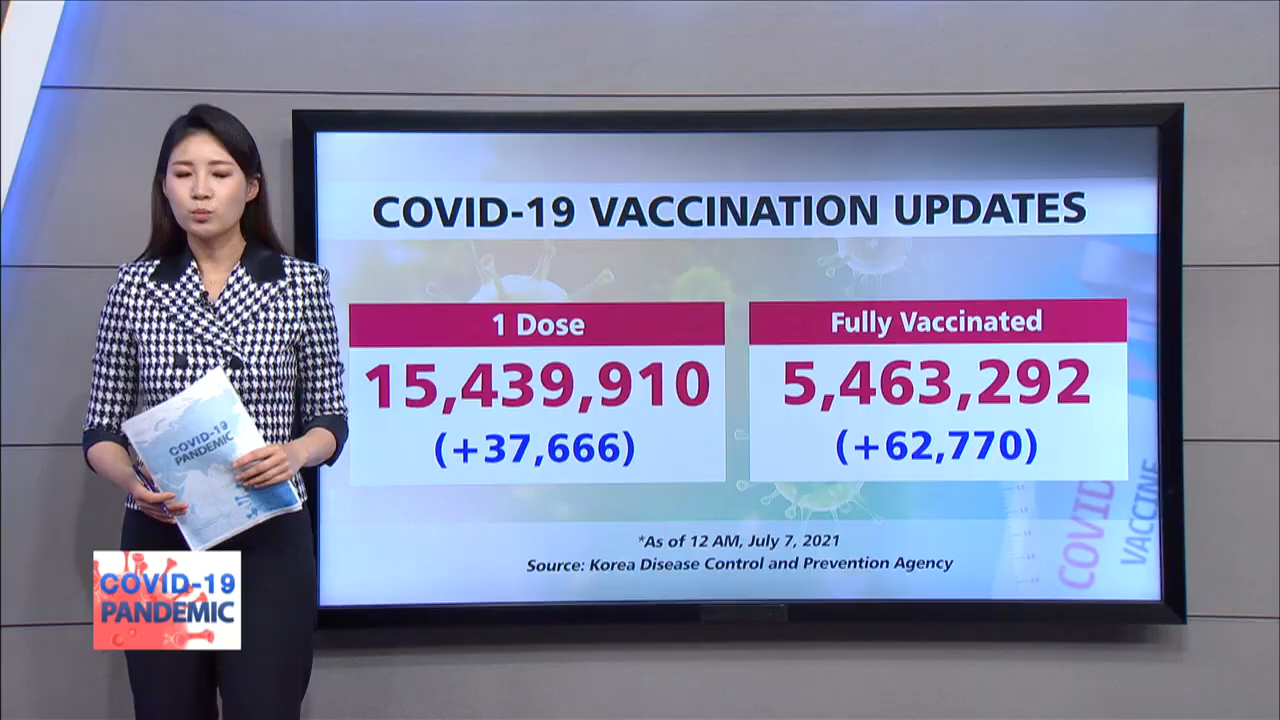 COVID-19 VACCINATION UPDATES
1 Dose
15,439,910
(+37,666)
Fully Vaccinated
5,463,292
(+62,770)
*As of 12 AM, July 7, 2021
Source: Korea Disease Control and Prevention Agency
COVID
VACCINE
COVID-19
PANDEMIC
COVID-19
PANDEMIC